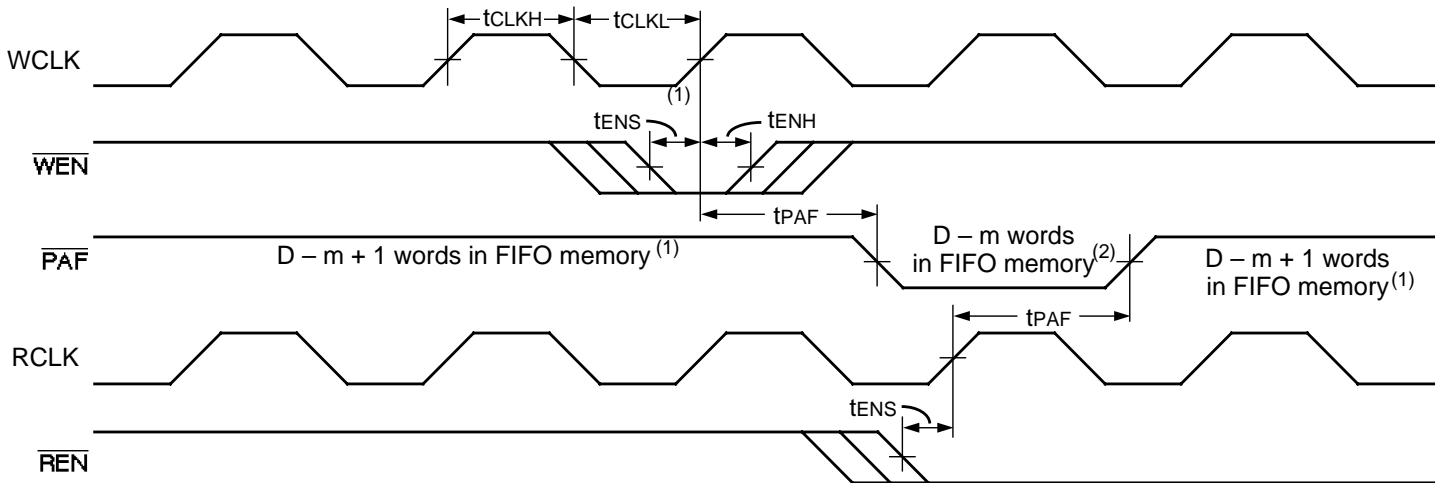 tCLKH
tCLKL
WCLK
(1)
tENS
tENH
WEN
tPAF
PAF
D – m + 1 words in FIFO memory (1)
D – m words
in FIFO memory(2)
D – m + 1 words
in FIFO memory(1)
tPAF
RCLK
tENS
REN